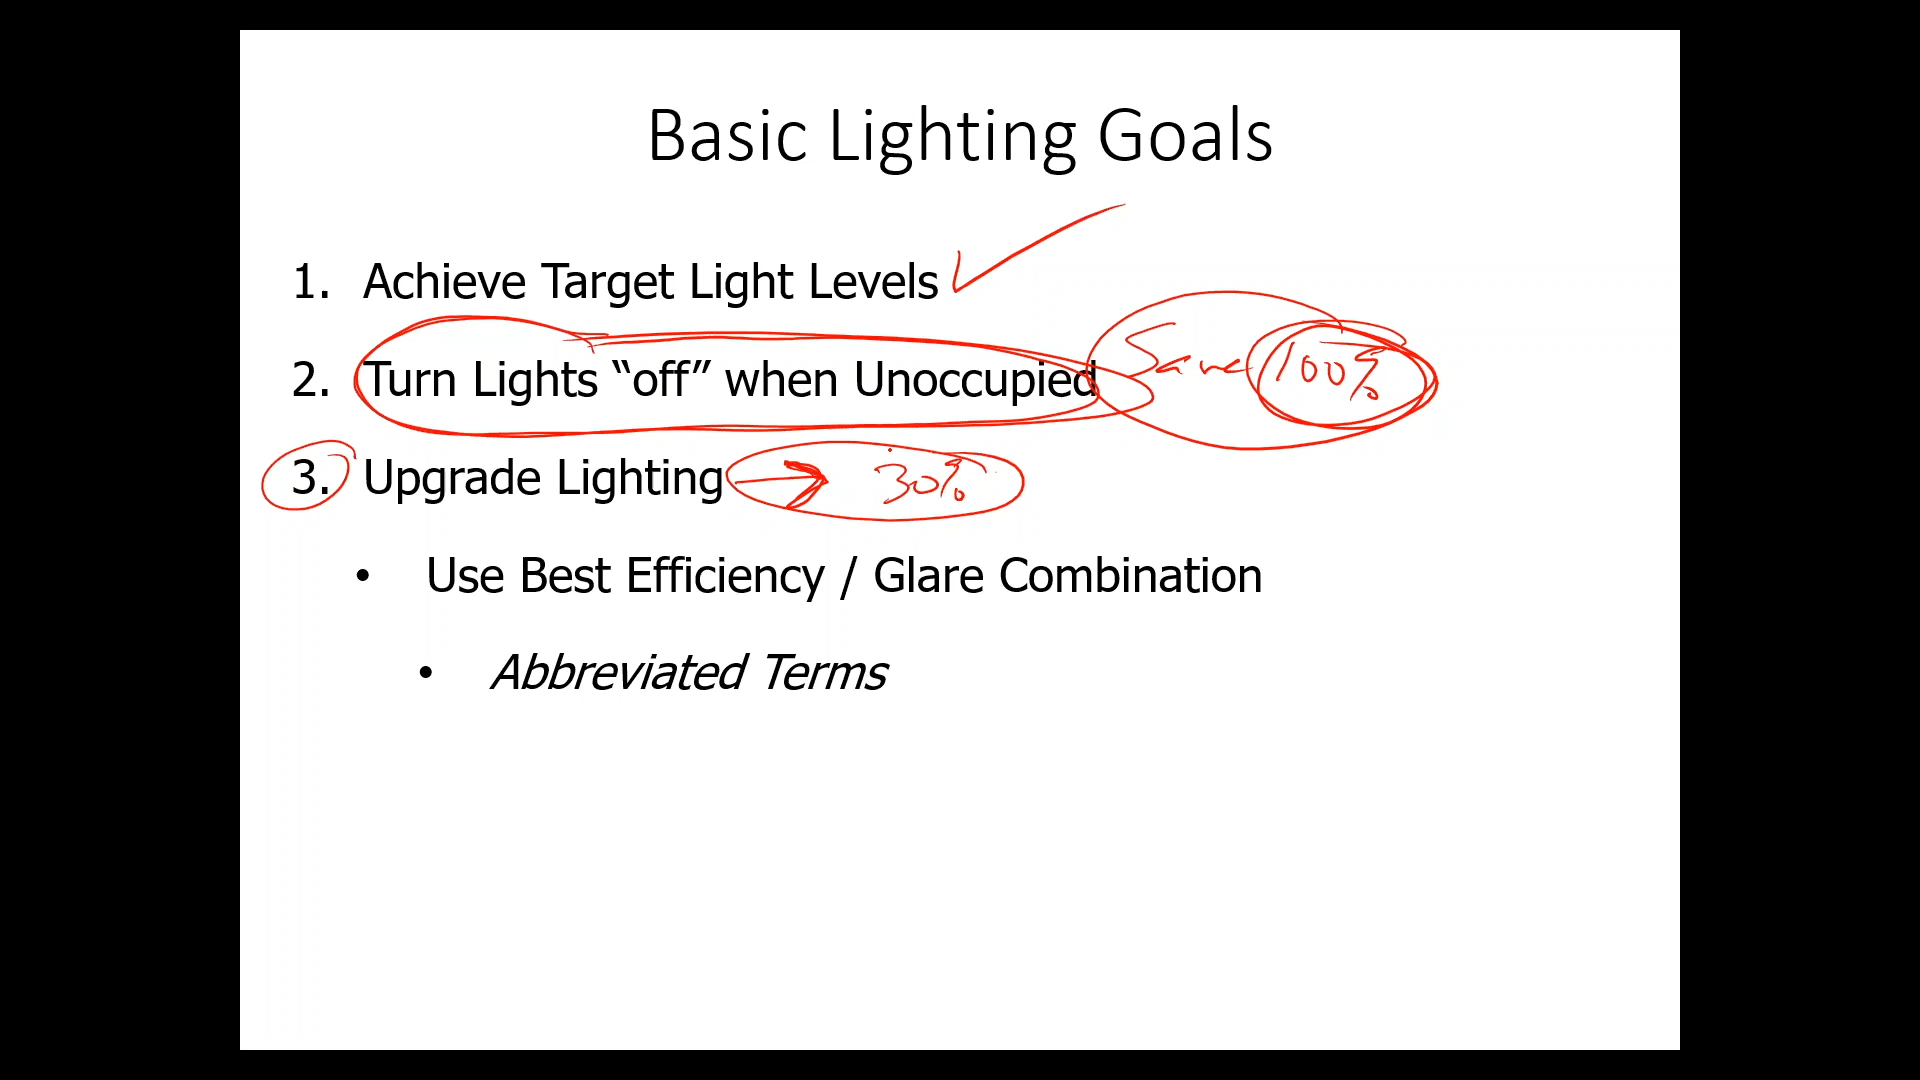 Basic Lighting Goals
1. Achieve Target Light Levels
2. Turn Lights “off” when Unoccupied Save 100%
3. Upgrade Lighting → 30%
• Use Best Efficiency / Glare Combination
• Abbreviated Terms